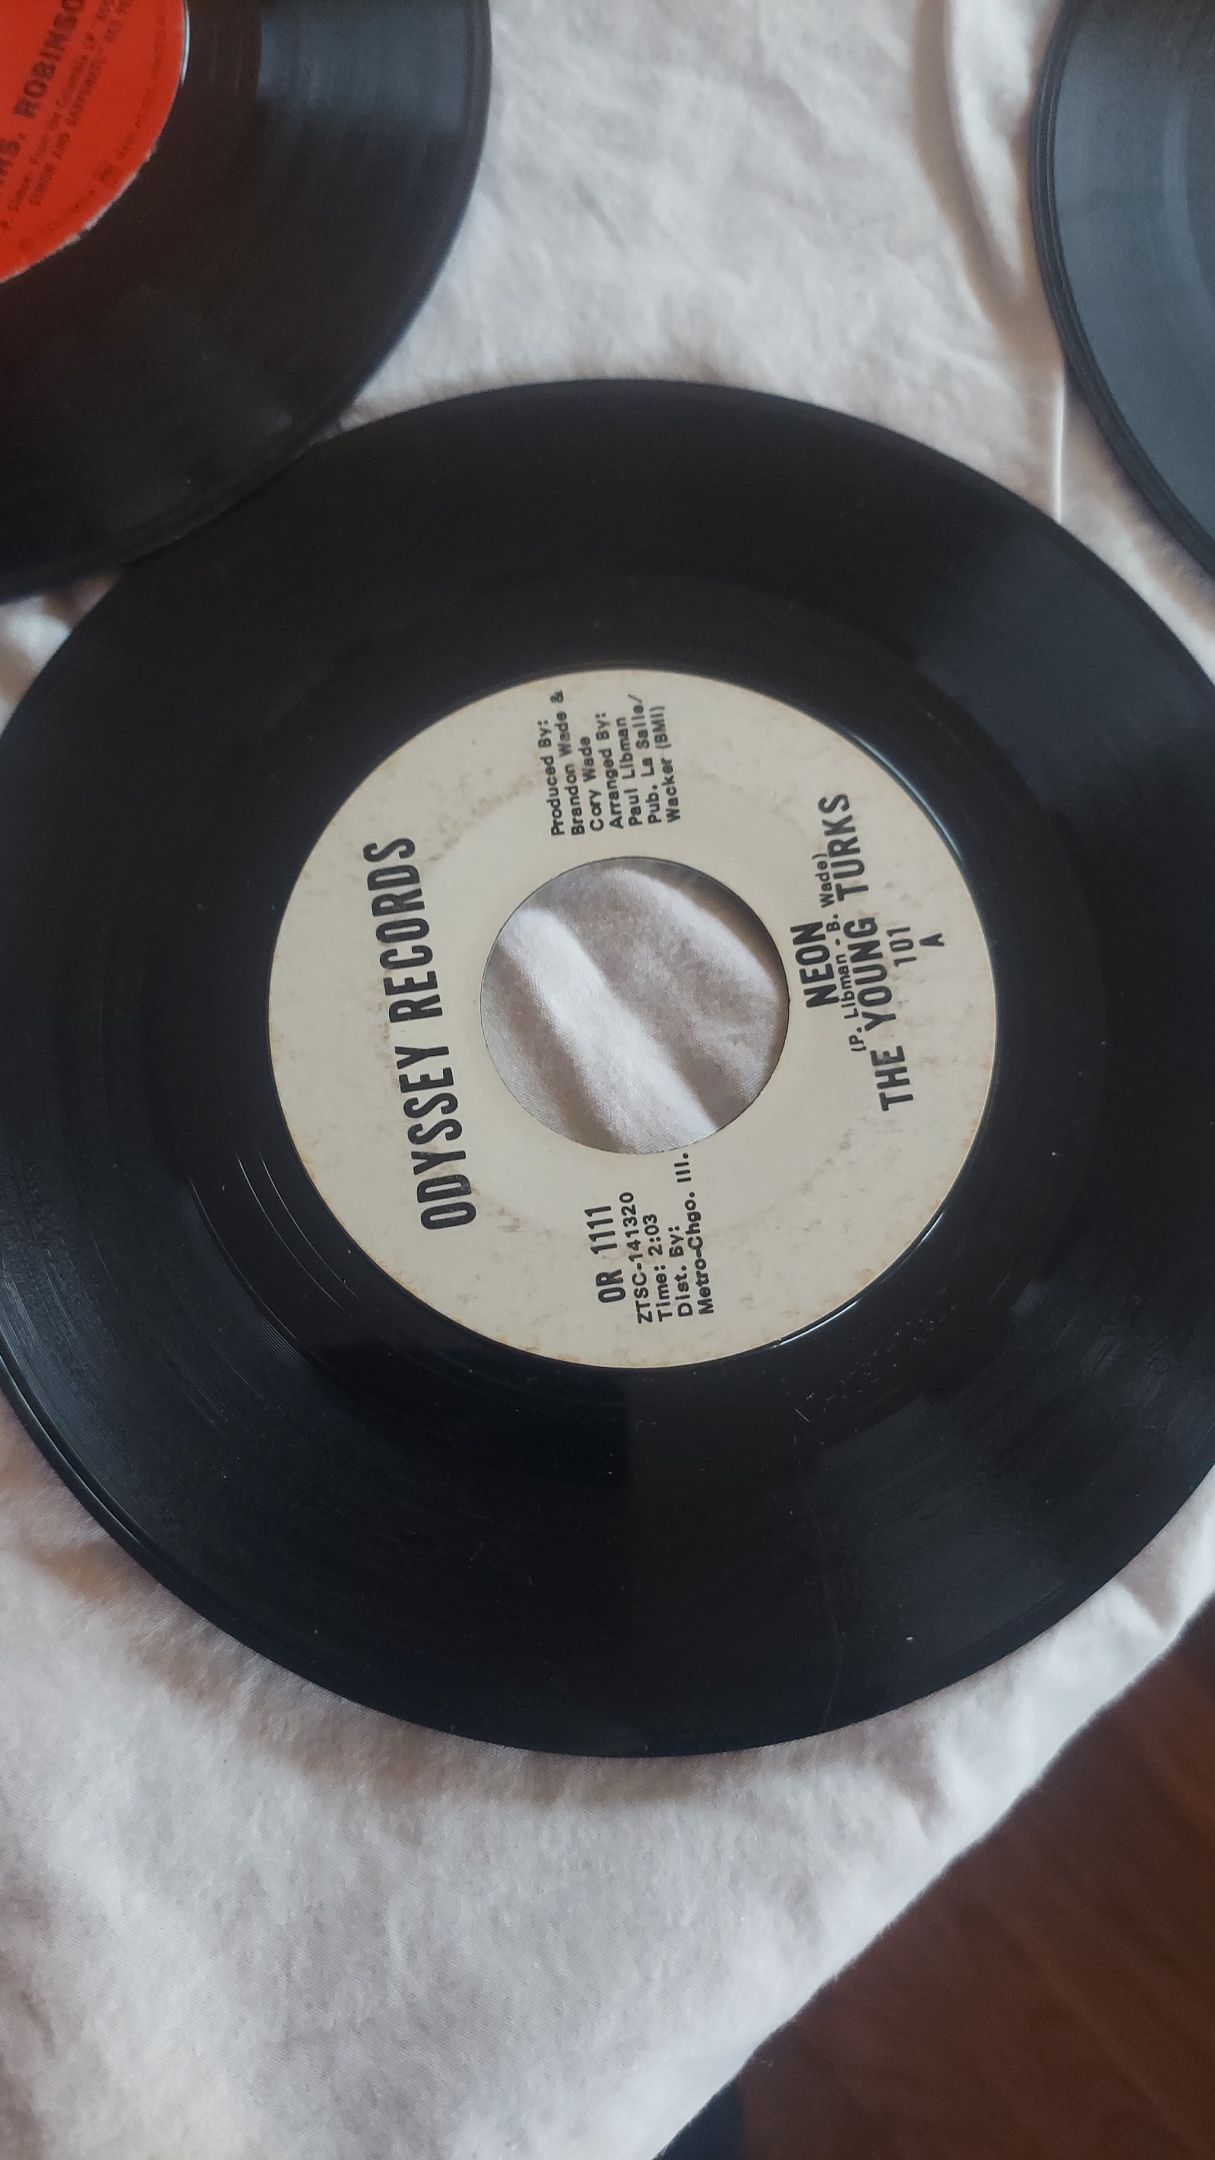 ODYSSEY RECORDS
OR 1111
ZTSC-141320
Time: 2:03
Dist. By:
Metro-Chgo. Ill.
Produced By:
Brandon Wade &
Cory Wade
Arranged By:
Paul Libman
Pub. La Salle/
Wacker (BMI)
NEON
(P. Libman - B. Wade)
THE YOUNG TURKS
101
A
ROBINSO